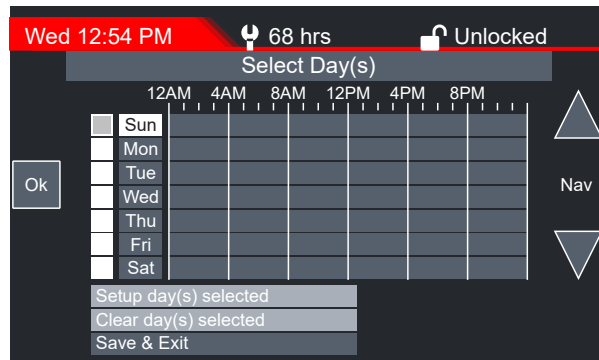 Wed 12:54 PM 68 hrs Unlocked
Select Day(s)
12AM 4AM 8AM 12PM 4PM 8PM
Sun
Mon
Tue
Ok Wed Nav
Thu
Fri
Sat
Setup day(s) selected
Clear day(s) selected
Save & Exit